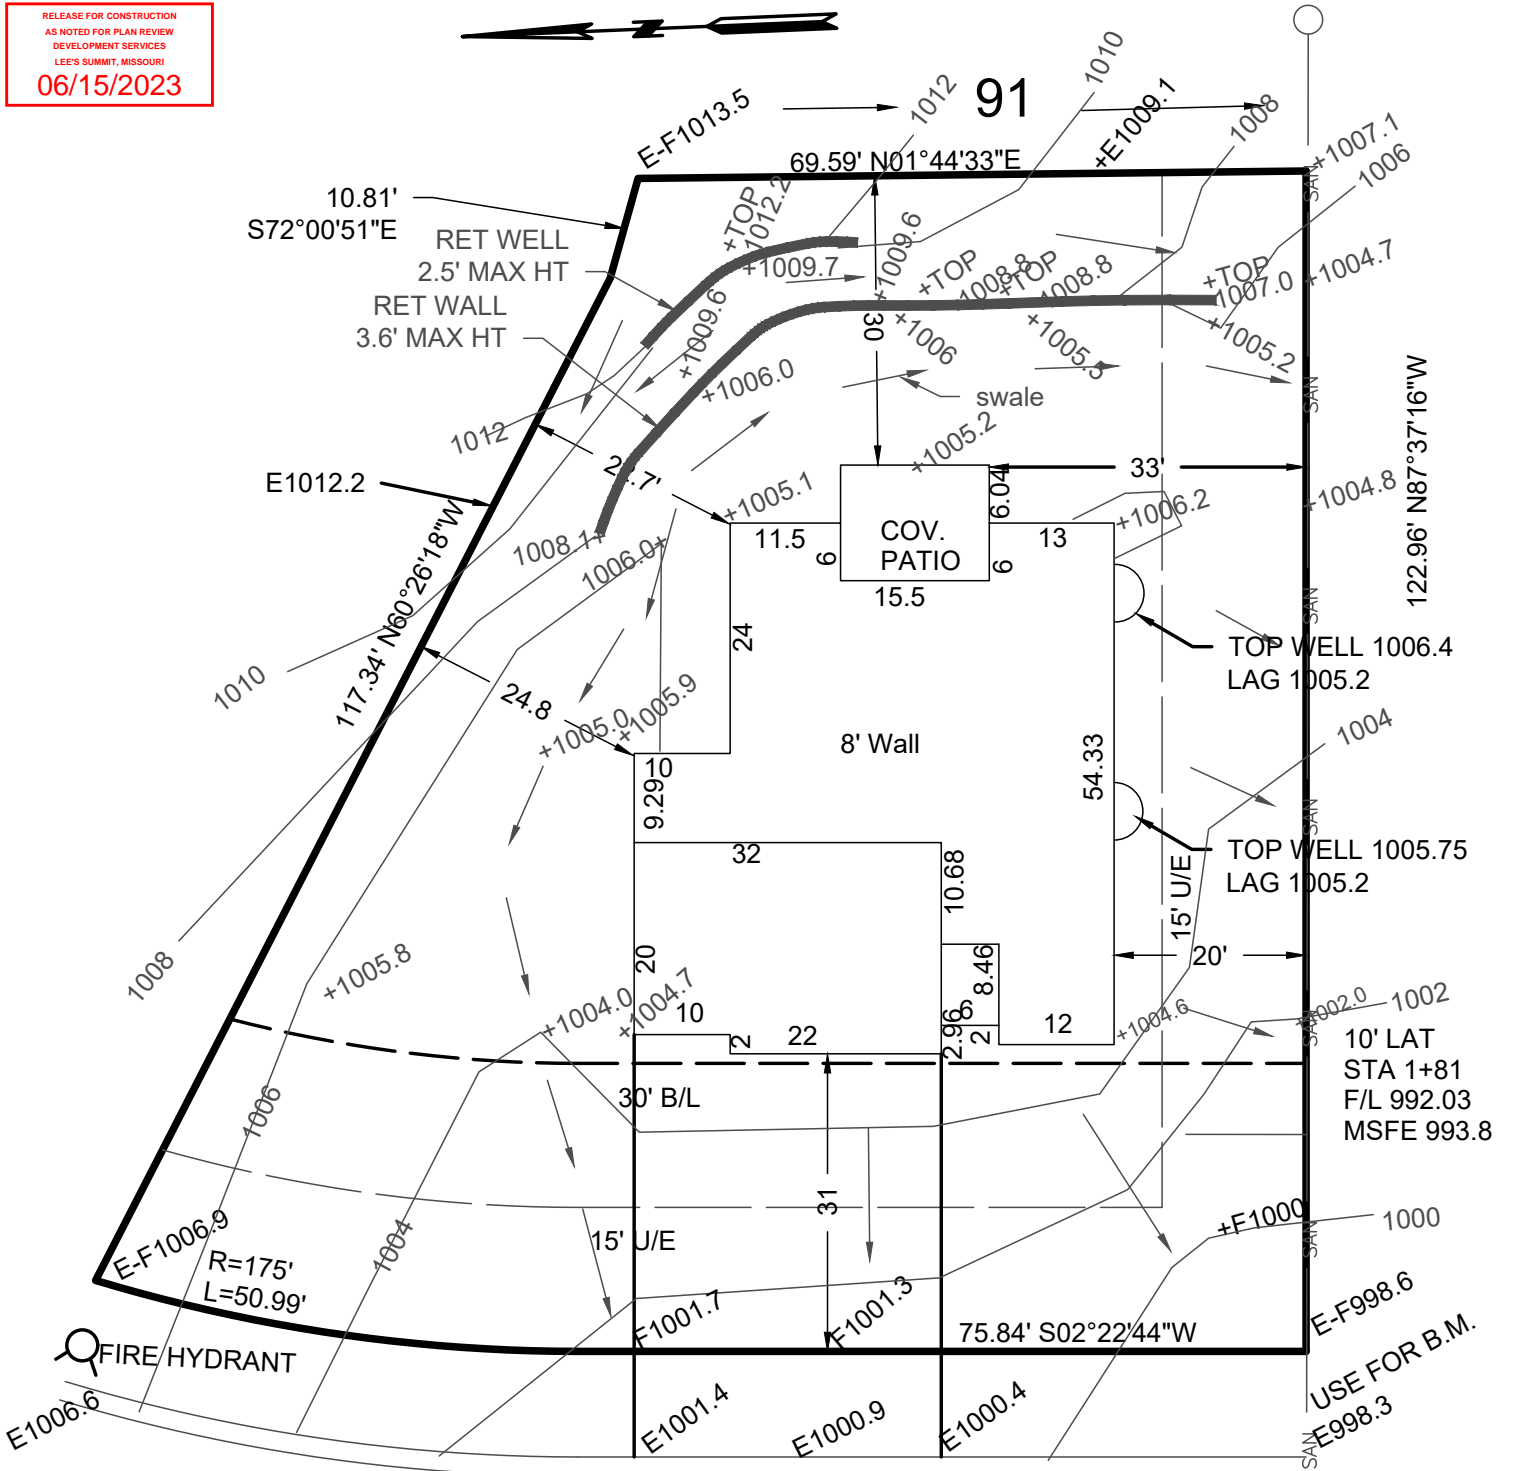 RELEASE FOR CONSTRUCTION
AS NOTED FOR PLAN REVIEW
DEVELOPMENT SERVICES
LEE'S SUMMIT, MISSOURI
06/15/2023
N
91
E-F1013.5
1012
1010
+E1009.1
1008
+1007.1
1006
69.59' N01°44'33"E
10.81'
S72°00'51"E
RET WELL
2.5' MAX HT
RET WALL
3.6' MAX HT
+TOP
1012.2
+1009.7
+1009.6
+1009.6
+TOP
1008.8
+TOP
1008.8
+TOP
1007.0
+1004.7
30
+1006
+1005.2
+1006.0
swale
SAN
SAN
SAN
SAN
SAN
SAN
SAN
122.96' N87°37'16"W
1012
E1012.2
+1005.2
33'
+1004.8
6.04
+1005.1
11.5
6
COV.
PATIO
6
13
+1006.2
15.5
1008.1+
1006.0+
117.34' N60°26'18"W
24
TOP WELL 1006.4
LAG 1005.2
1010
24.8
+1005.0
+1005.9
8' Wall
10
9.29
54.33
1004
32
10.68
TOP WELL 1005.75
LAG 1005.2
15' U/E
1008
+1005.8
20
20'
8.46
+1004.0
+1004.7
10
2
22
2.96
6
2
12
+1004.6
+1002.0
1002
10' LAT
STA 1+81
F/L 992.03
MSFE 993.8
30' B/L
1006
31
15' U/E
1004
+F1000
1000
E-F1006.9
R=175'
L=50.99'
F1001.7
F1001.3
75.84' S02°22'44"W
E-F998.6
FIRE HYDRANT
USE FOR B.M.
E1006.6
E1001.4
E1000.9
E1000.4
E998.3